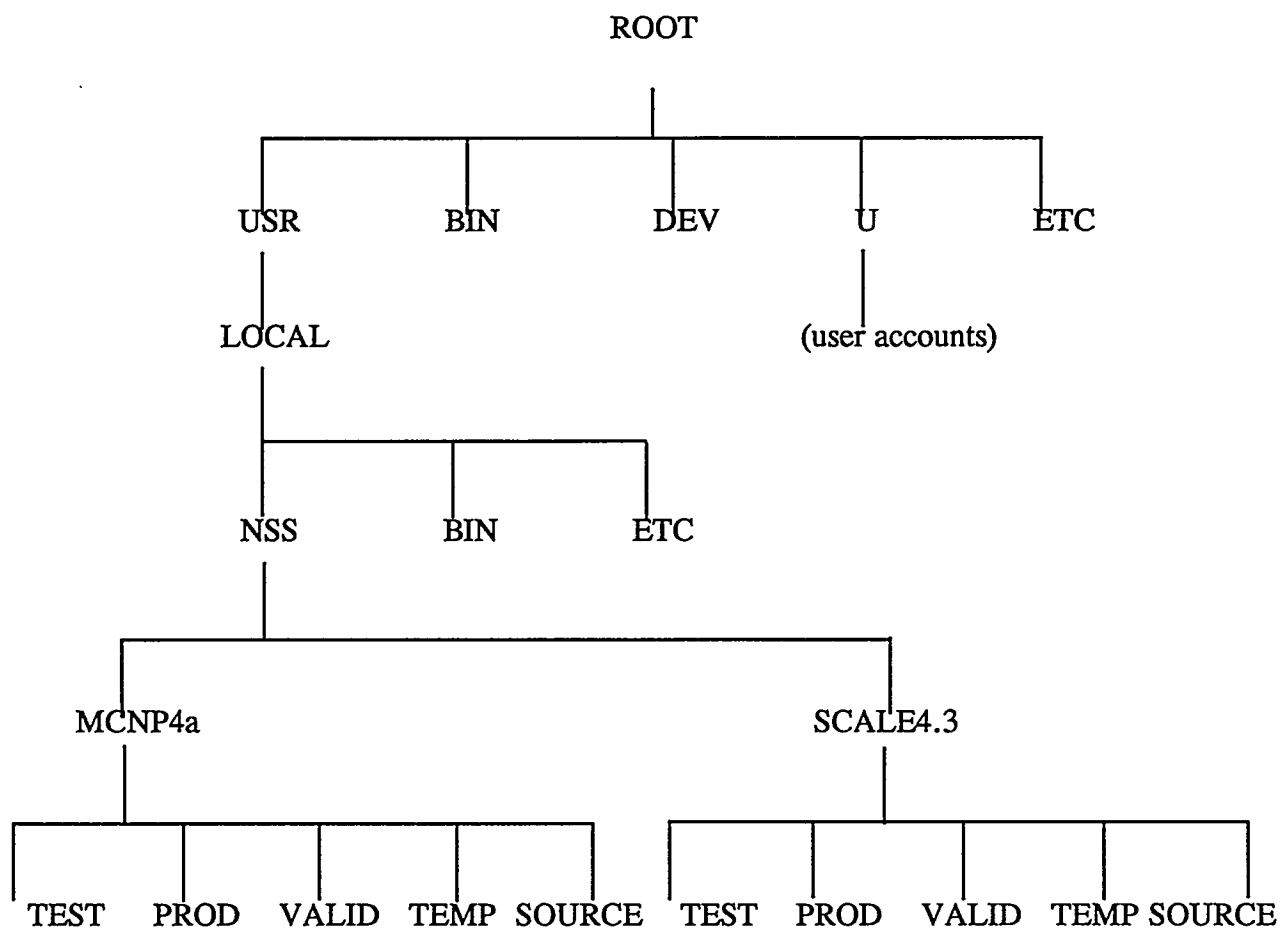 ROOT
USR BIN DEV U ETC
LOCAL (user accounts)
NSS BIN ETC
MCNP4a SCALE4.3
TEST PROD VALID TEMP SOURCE TEST PROD VALID TEMP SOURCE